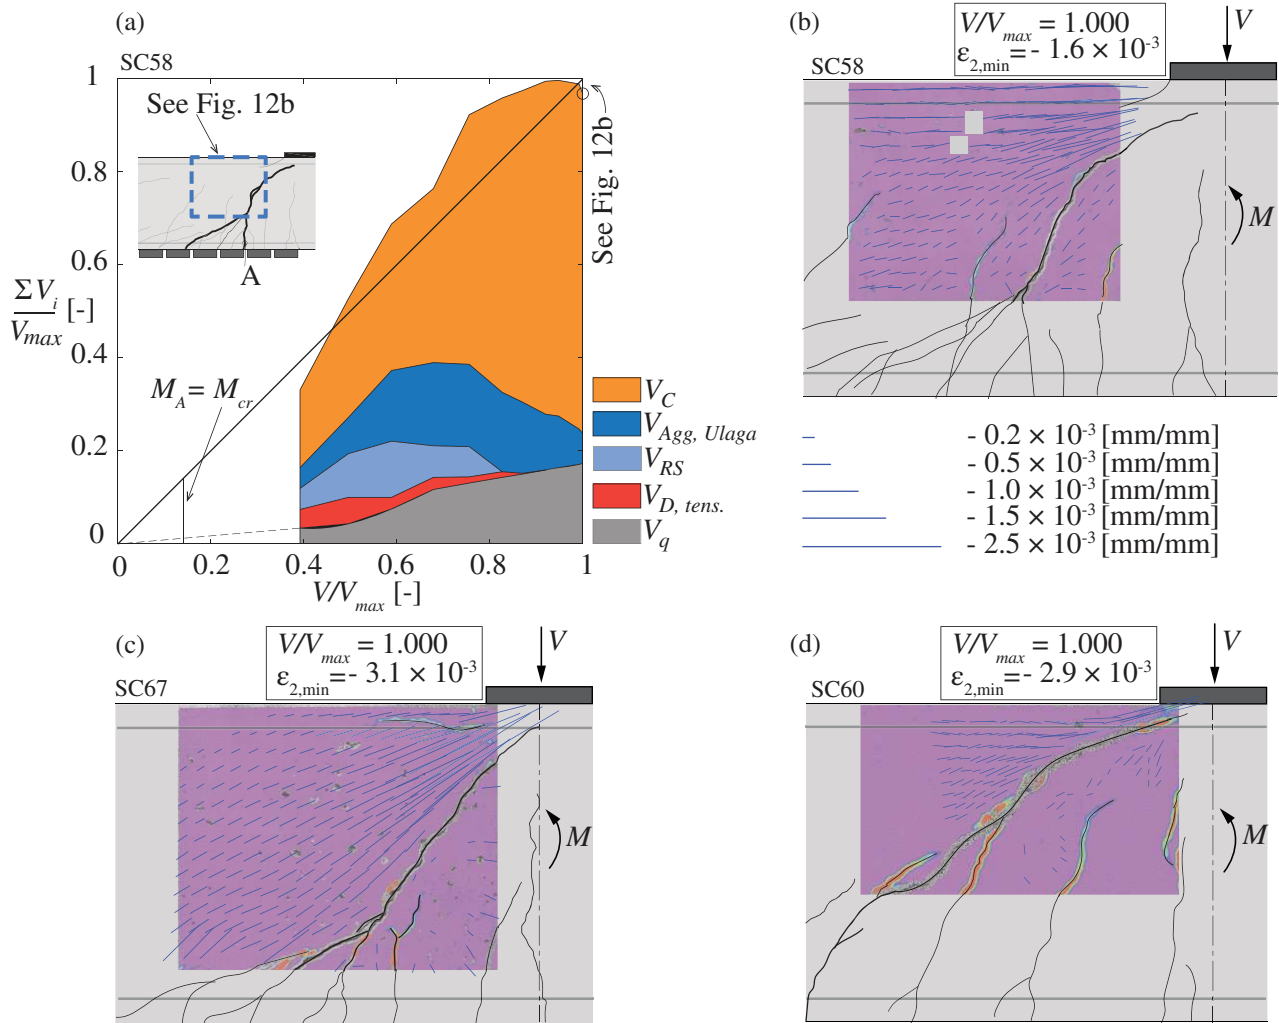 (a)
SC58
See Fig. 12b
A
1
0.8
0.6
0.4
0.2
0
ΣV_i/V_max [-]
M_A = M_cr
0 0.2 0.4 0.6 0.8 1
V/V_max [-]
See Fig. 12b
V_C
V_Agg, Ulaga
V_RS
V_D, tens.
V_q
(b)
V/V_max = 1.000
ε_2,min = - 1.6 × 10^-3
V
SC58
M
- 0.2 × 10^-3 [mm/mm]
- 0.5 × 10^-3 [mm/mm]
- 1.0 × 10^-3 [mm/mm]
- 1.5 × 10^-3 [mm/mm]
- 2.5 × 10^-3 [mm/mm]
(c)
V/V_max = 1.000
ε_2,min = - 3.1 × 10^-3
V
SC67
M
(d)
V/V_max = 1.000
ε_2,min = - 2.9 × 10^-3
V
SC60
M